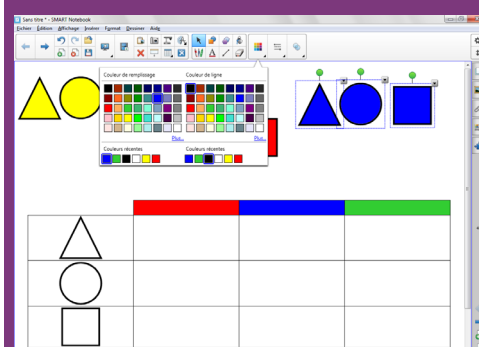 Sans titre * - SMART Notebook
Fichier Édition Affichage Insérer Format Dessiner Aide
Couleur de remplissage Couleur de ligne
Plus... Plus...
Couleurs récentes Couleurs récentes